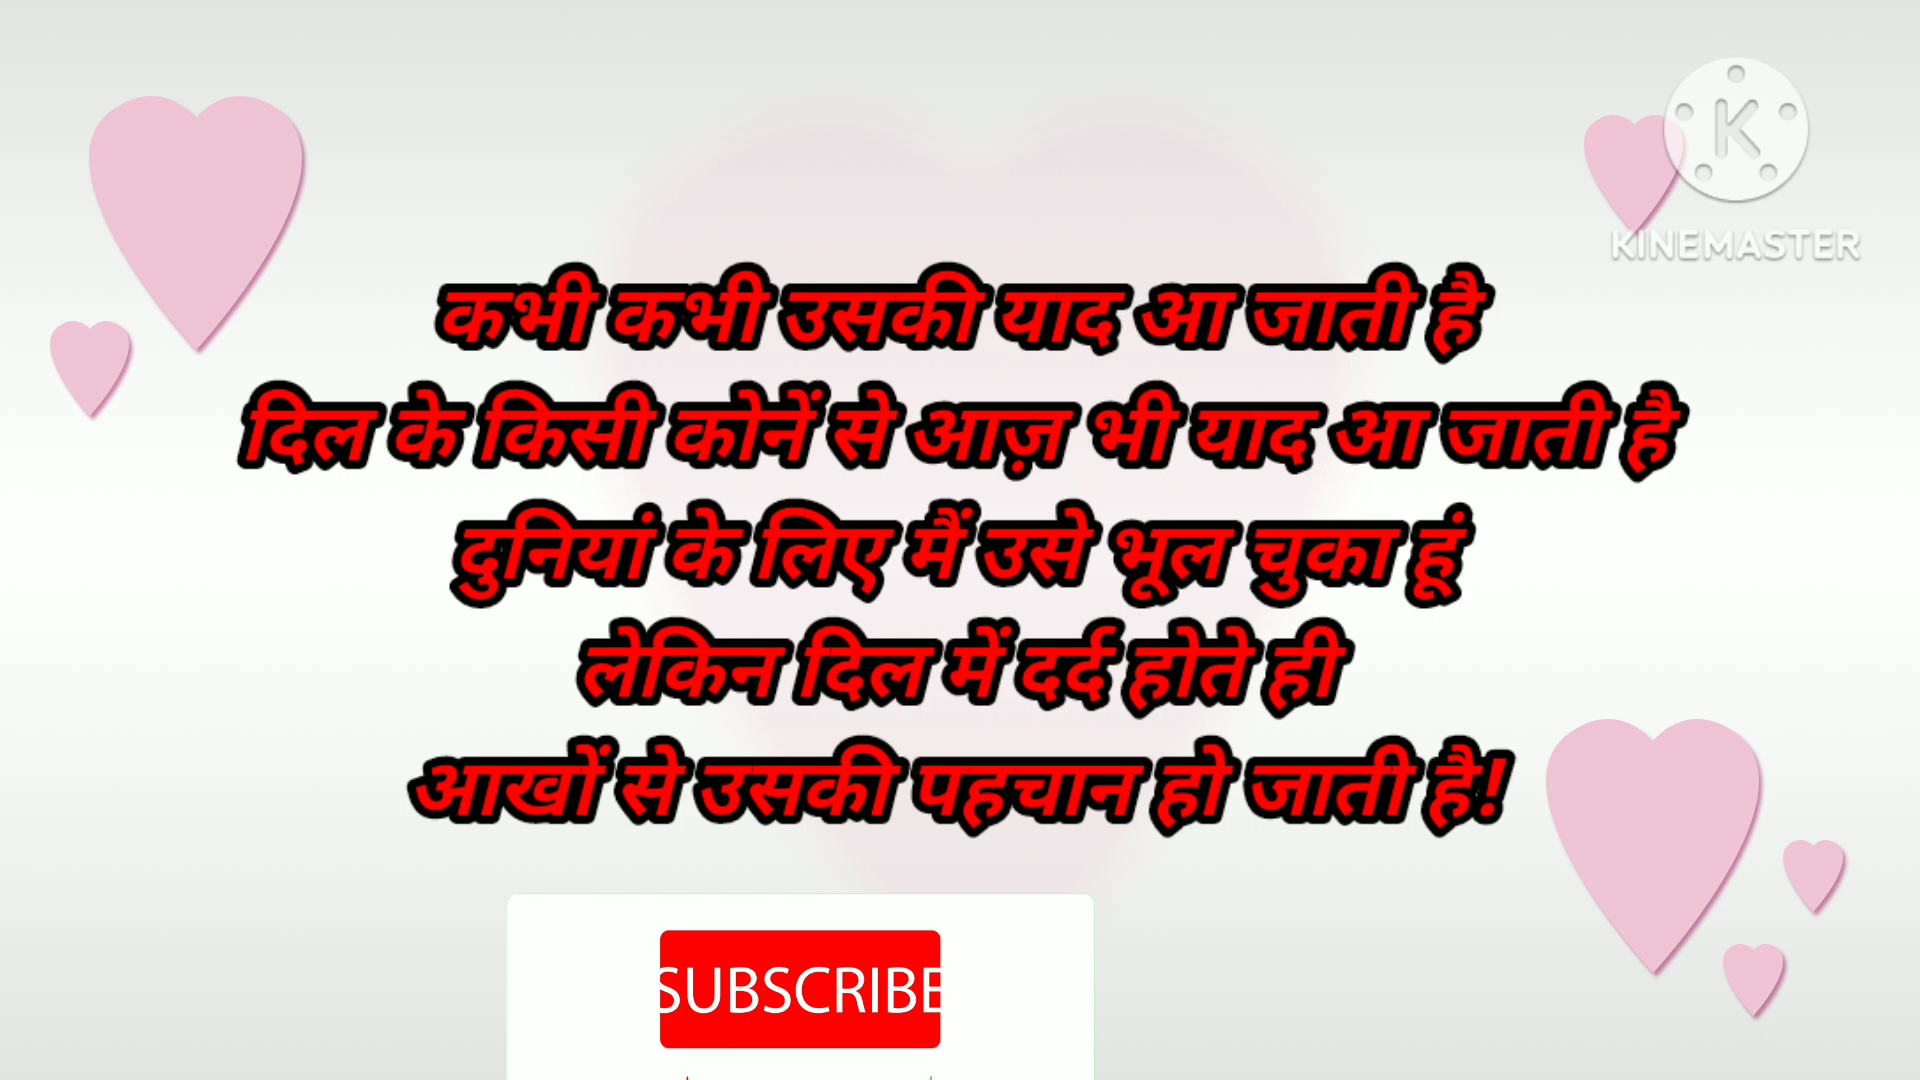 KINEMASTER
कभी कभी उसकी याद आ जाती है
दिल के किसी कोनें से आज़ भी याद आ जाती है
दुनियां के लिए मैं उसे भूल चुका हूं
लेकिन दिल में दर्द होते ही
आखों से उसकी पहचान हो जाती है!
SUBSCRIBE